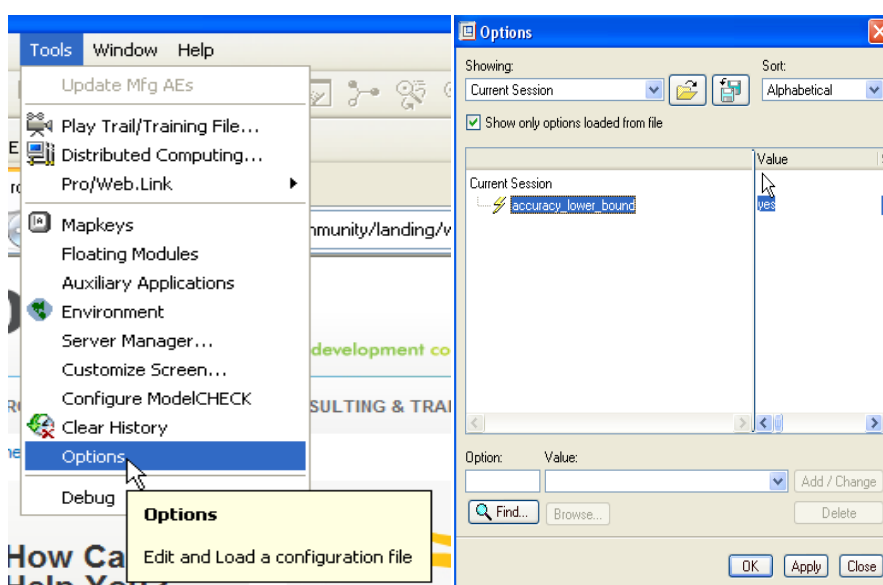 Tools Window Help
Update Mfg AEs
Play Trail/Training File...
Distributed Computing...
Pro/Web.Link
Mapkeys
mmunity/landing/
Floating Modules
Auxiliary Applications
Environment
Server Manager...
development co
Customize Screen...
Configure ModelCHECK
SULTING & TRAI
Clear History
Options
Debug
Options
Edit and Load a configuration file
How Ca
Options
Showing:
Sort:
Current Session
Alphabetical
Show only options loaded from file
Value
Current Session
accuracy_lower_bound
yes
Option:
Value:
Add / Change
Find...
Browse...
Delete
OK
Apply
Close